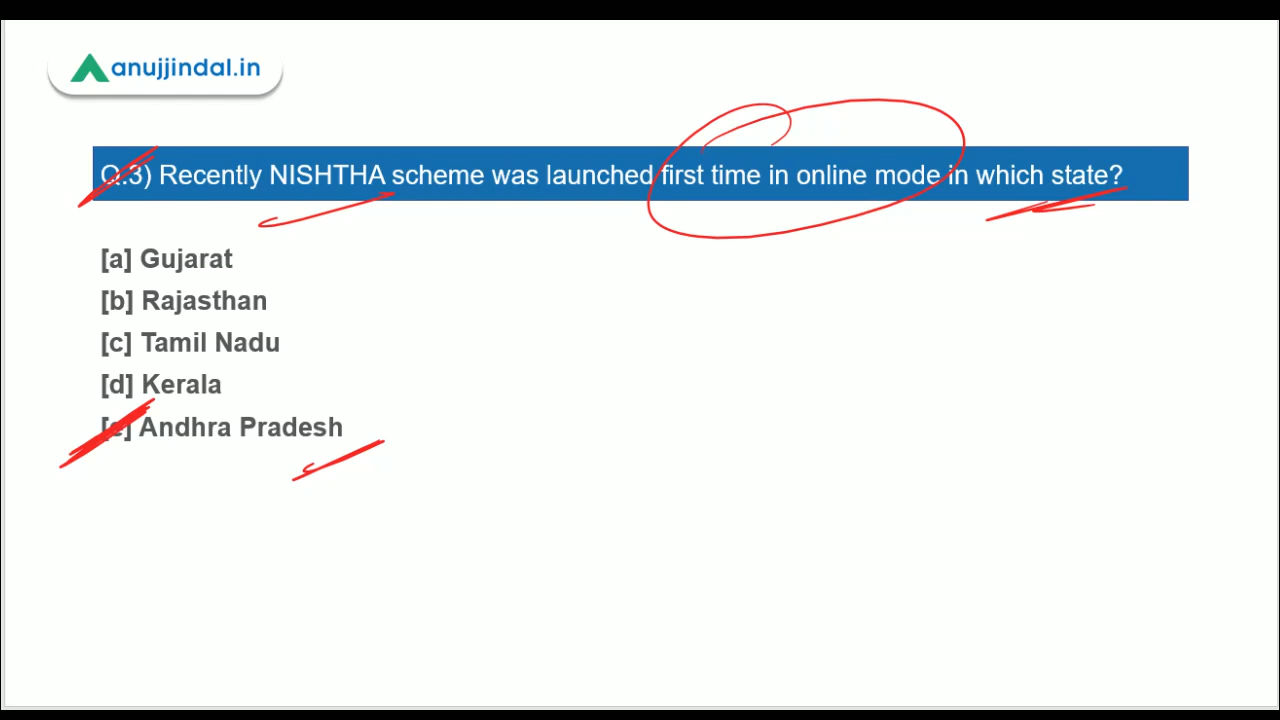 anujjindal.in
Q.3) Recently NISHTHA scheme was launched first time in online mode in which state?
[a] Gujarat
[b] Rajasthan
[c] Tamil Nadu
[d] Kerala
[e] Andhra Pradesh